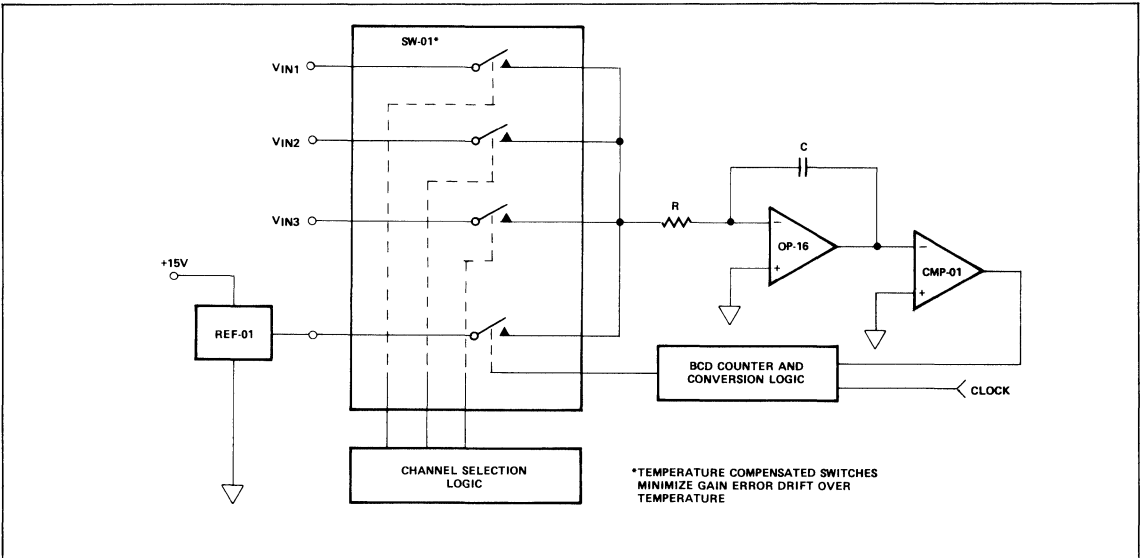 SW-01*
VIN1
VIN2
VIN3
C
R
OP-16
CMP-01
+15V
REF-01
BCD COUNTER AND
CONVERSION LOGIC
CLOCK
CHANNEL SELECTION
LOGIC
*TEMPERATURE COMPENSATED SWITCHES
MINIMIZE GAIN ERROR DRIFT OVER
TEMPERATURE